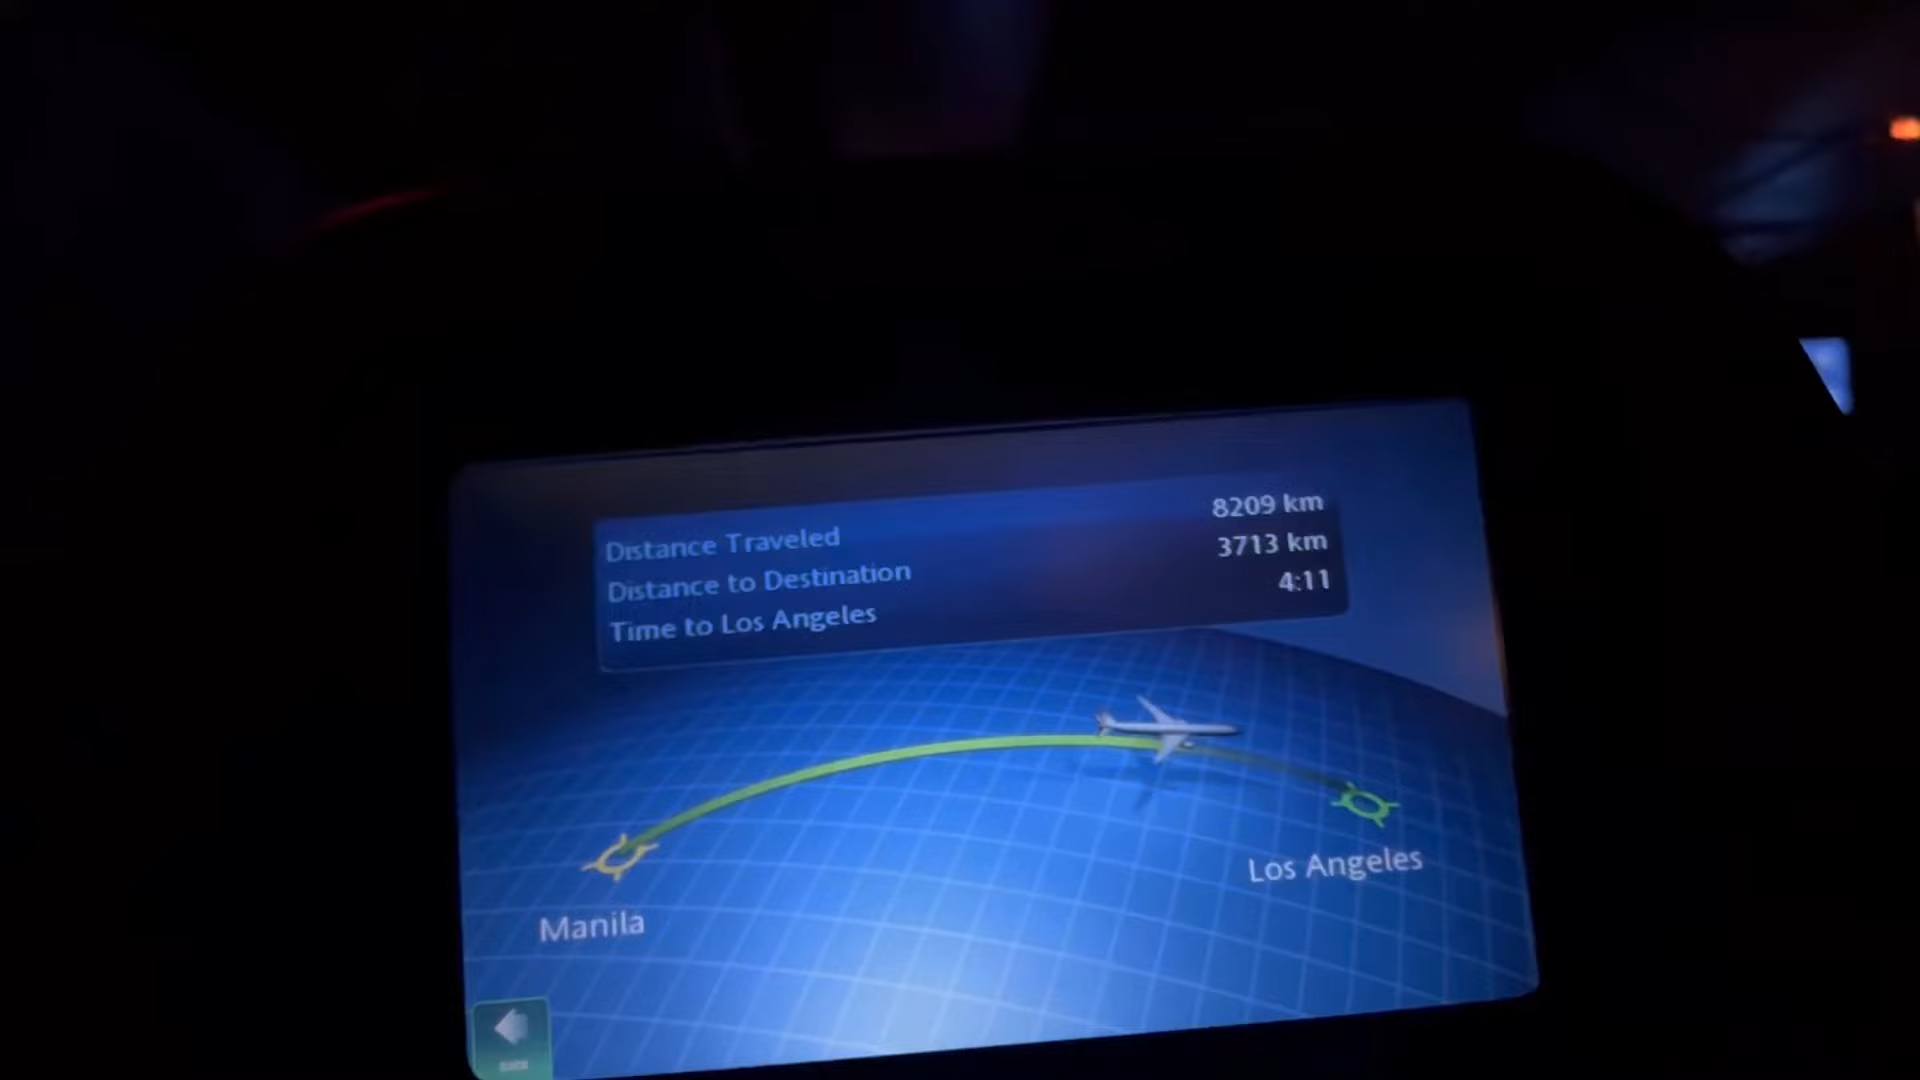 Distance Traveled 8209 km
Distance to Destination 3713 km
Time to Los Angeles 4:11
Los Angeles
Manila